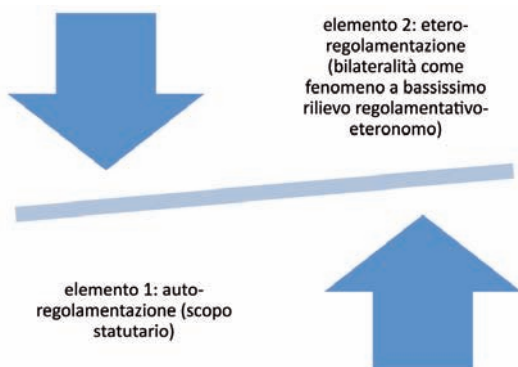 elemento 2: etero-
regolamentazione
(bilateralità come
fenomeno a bassissimo
rilievo regolamentativo-
eteronomo)
elemento 1: auto-
regolamentazione (scopo
statutario)